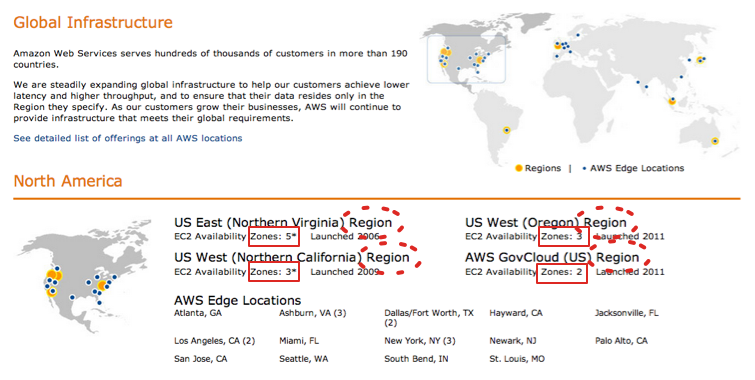 Global Infrastructure
Amazon Web Services serves hundreds of thousands of customers in more than 190
countries.
We are steadily expanding global infrastructure to help our customers achieve lower
latency and higher throughput, and to ensure that their data resides only in the
Region they specify. As our customers grow their businesses, AWS will continue to
provide infrastructure that meets their global requirements.
See detailed list of offerings at all AWS locations
Regions | AWS Edge Locations
North America
US East (Northern Virginia) Region
EC2 Availability Zones: 5* Launched 2006
US West (Northern California) Region
EC2 Availability Zones: 3* Launched 2009
US West (Oregon) Region
EC2 Availability Zones: 3 Launched 2011
AWS GovCloud (US) Region
EC2 Availability Zones: 2 Launched 2011
AWS Edge Locations
Atlanta, GA Ashburn, VA (3) Dallas/Fort Worth, TX Hayward, CA Jacksonville, FL
(2)
Los Angeles, CA (2) Miami, FL New York, NY (3) Newark, NJ Palo Alto, CA
San Jose, CA Seattle, WA South Bend, IN St. Louis, MO